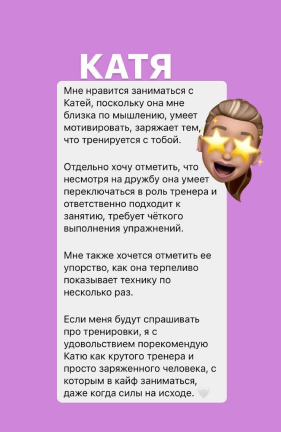 КАТЯ
Мне нравится заниматься с
Катей, поскольку она мне
близка по мышлению, умеет
мотивировать, заряжает тем,
что тренируется с тобой.
Отдельно хочу отметить, что
несмотря на дружбу она умеет
переключаться в роль тренера и
ответственно подходит к
занятию, требует чёткого
выполнения упражнений.
Мне также хочется отметить ее
упорство, как она терпеливо
показывает технику по
несколько раз.
Если меня будут спрашивать
про тренировки, я с
удовольствием порекомендую
Катю как крутого тренера и
просто заряженного человека, с
которым в кайф заниматься,
даже когда силы на исходе. 🤍